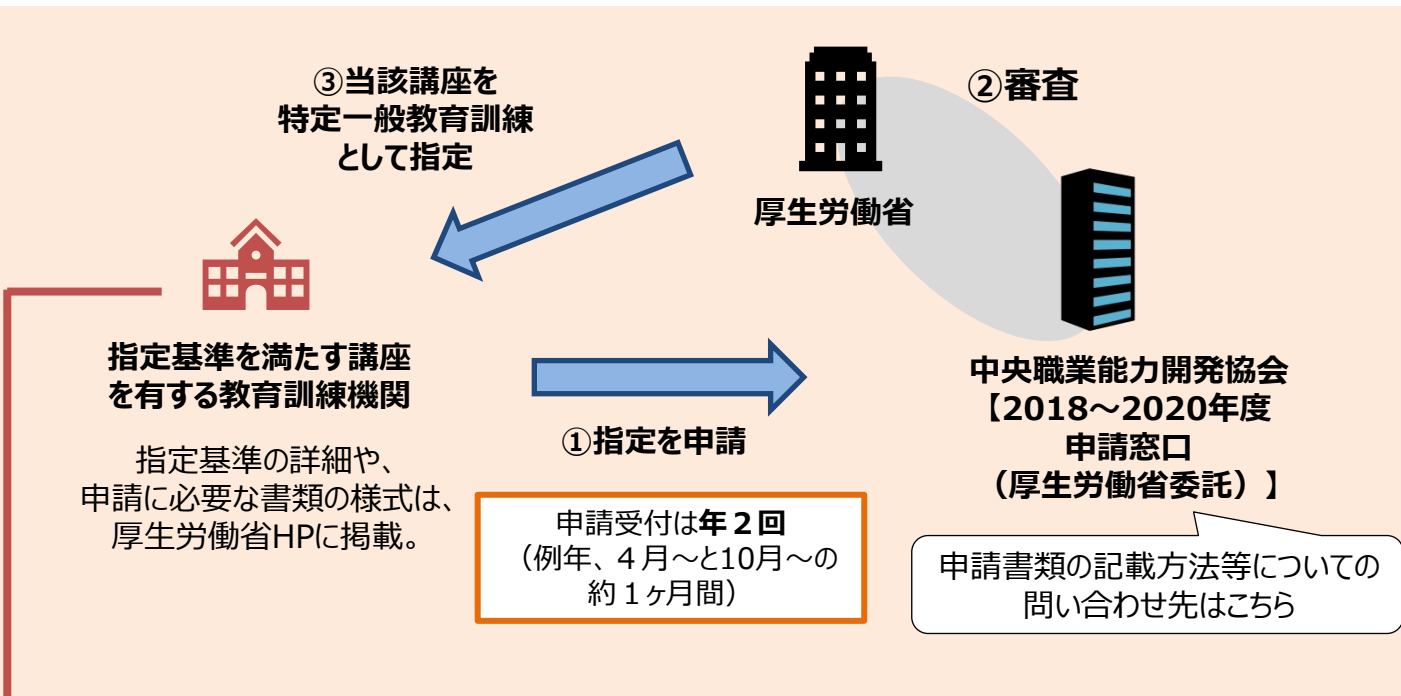 ③当該講座を
特定一般教育訓練
として指定
②審査
厚生労働省
指定基準を満たす講座
を有する教育訓練機関
指定基準の詳細や、
申請に必要な書類の様式は、
厚生労働省HPに掲載。
①指定を申請
申請受付は年２回
（例年、４月～と10月～の
約１ヶ月間）
中央職業能力開発協会
【2018～2020年度
申請窓口
（厚生労働省委託）】
申請書類の記載方法等についての
問い合わせ先はこちら